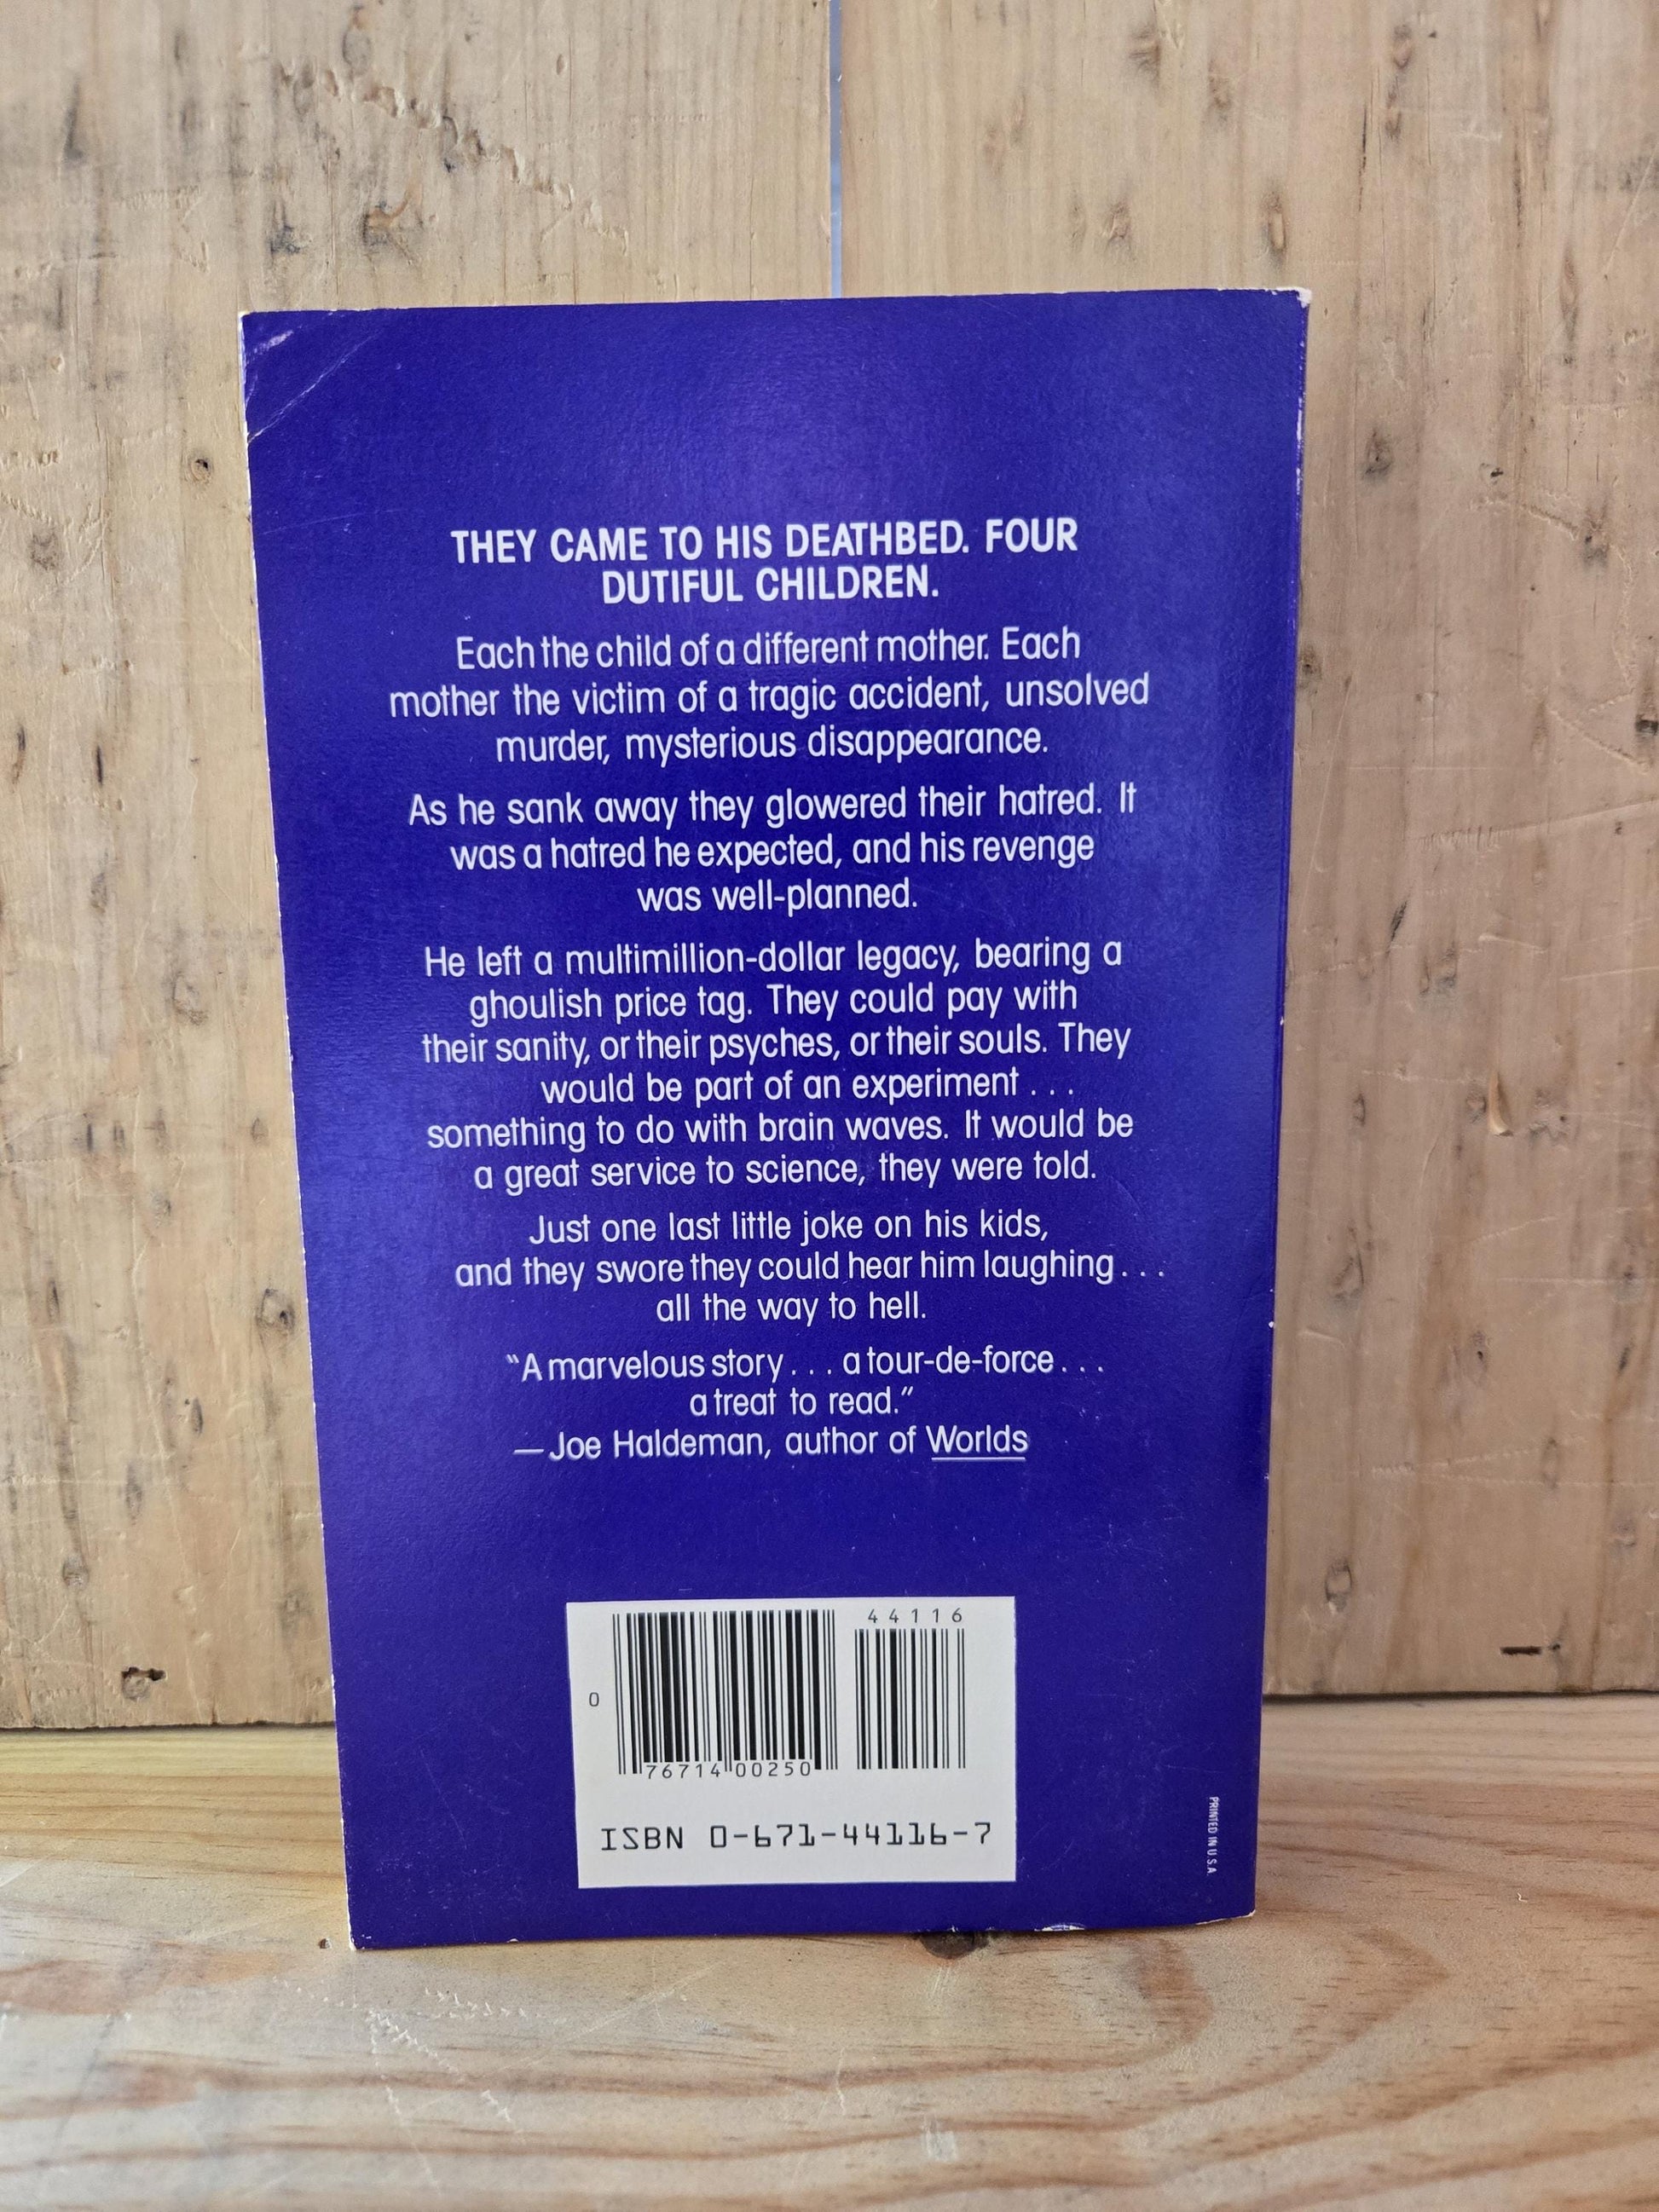 THEY CAME TO HIS DEATHBED. FOUR
DUTIFUL CHILDREN.
Each the child of a different mother. Each
mother the victim of a tragic accident, unsolved
murder, mysterious disappearance.
As he sank away they glowered their hatred. It
was a hatred he expected, and his revenge
was well-planned.
He left a multimillion-dollar legacy, bearing a
ghoulish price tag. They could pay with
their sanity, or their psyches, or their souls. They
would be part of an experiment . . .
something to do with brain waves. It would be
a great service to science, they were told.
Just one last little joke on his kids,
and they swore they could hear him laughing . . .
all the way to hell.
"A marvelous story . . . a tour-de-force . . .
a treat to read."
—Joe Haldeman, author of Worlds
44116
0
76714 00250
ISBN 0-671-44116-7
PRINTED IN U.S.A.